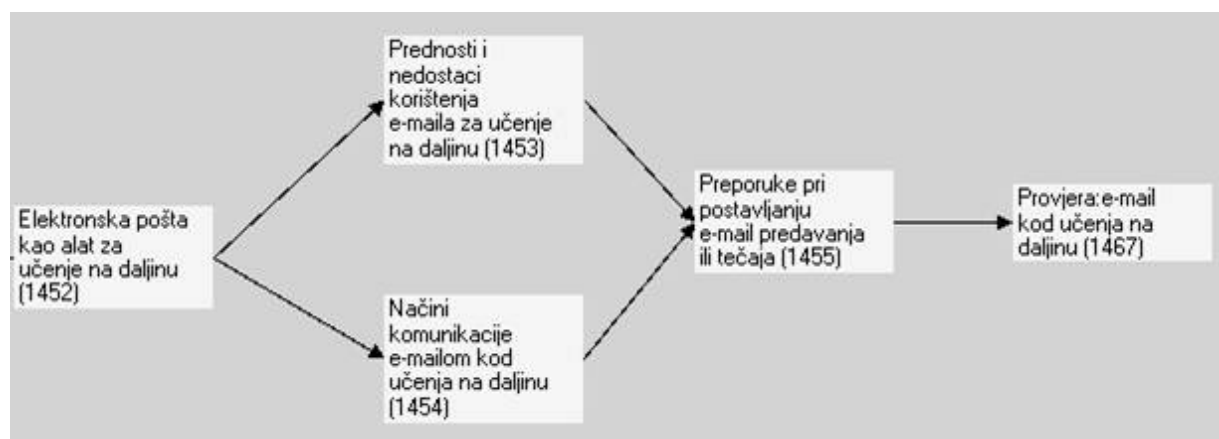 Elektronska pošta
kao alat za
učenje na daljinu
(1452)
Prednosti i
nedostaci
korištenja
e-maila za učenje
na daljinu (1453)
Načini
komunikacije
e-mailom kod
učenja na daljinu
(1454)
Preporuke pri
postavljanju
e-mail predavanja
ili tečaja (1455)
Provjera:e-mail
kod učenja na
daljinu (1467)